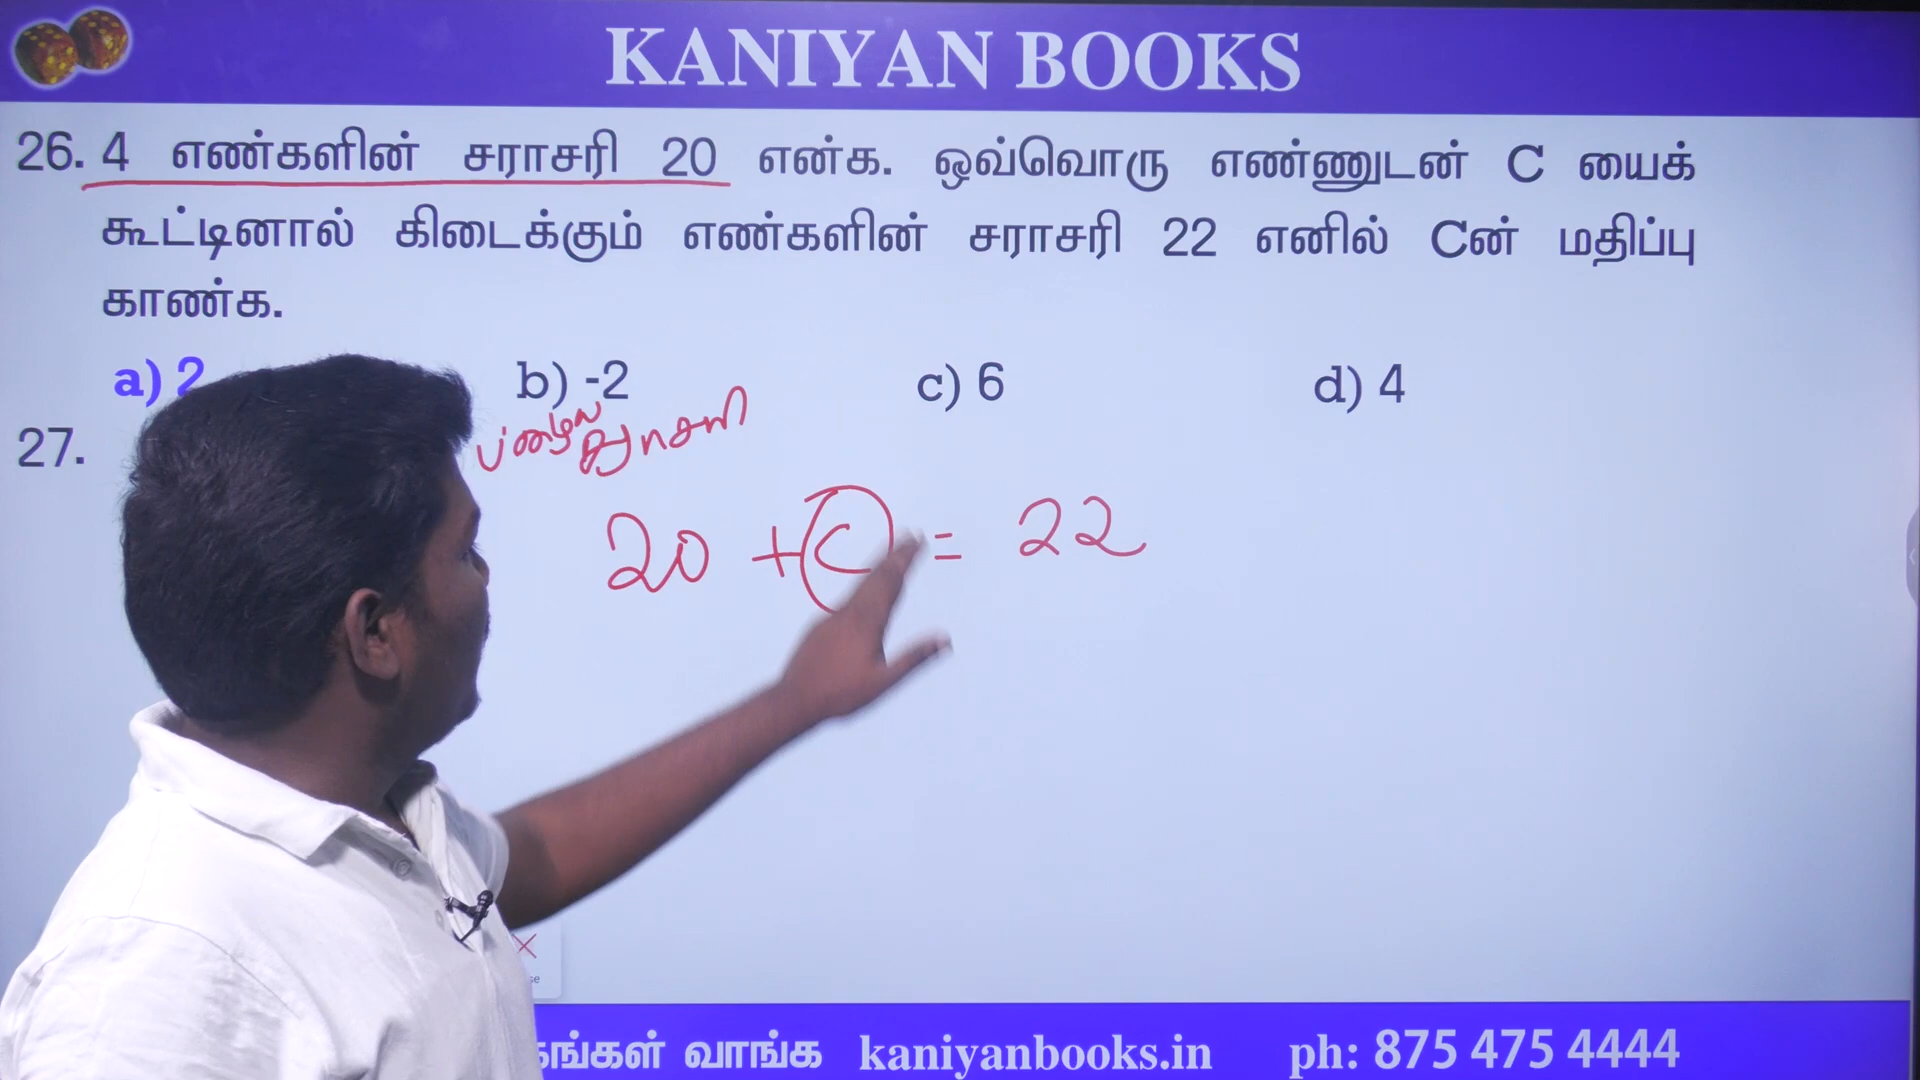 KANIYAN BOOKS
26. 4 எண்களின் சராசரி 20 என்க. ஒவ்வொரு எண்ணுடன் C யைக்
கூட்டினால் கிடைக்கும் எண்களின் சராசரி 22 எனில் Cன் மதிப்பு
காண்க.
a) 2 b) -2 c) 6 d) 4
27.
20 + C = 22
வாங்க kaniyanbooks.in ph: 875 475 4444